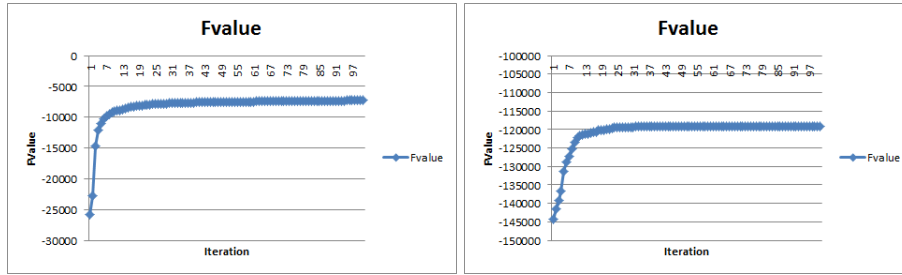 Fvalue
0
-5000
-10000
-15000
-20000
-25000
-30000
1 7 13 19 25 31 37 43 49 55 61 67 73 79 85 91 97
FValue
Iteration
Fvalue
Fvalue
-100000
-105000
-110000
-115000
-120000
-125000
-130000
-135000
-140000
-145000
-150000
1 7 13 19 25 31 37 43 49 55 61 67 73 79 85 91 97
FValue
Iteration
Fvalue